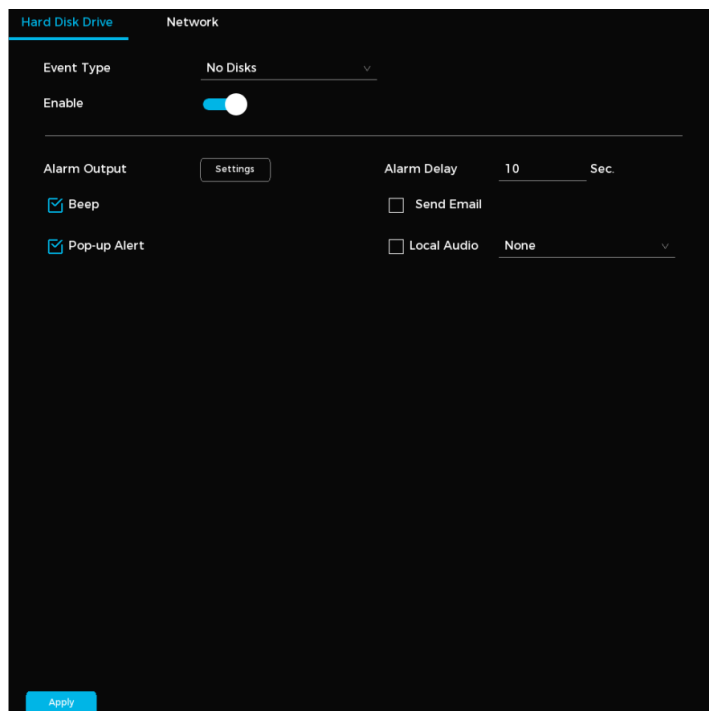 Hard Disk Drive Network
Event Type No Disks
Enable
Alarm Output Settings Alarm Delay 10 Sec.
Beep Send Email
Pop-up Alert Local Audio None
Apply